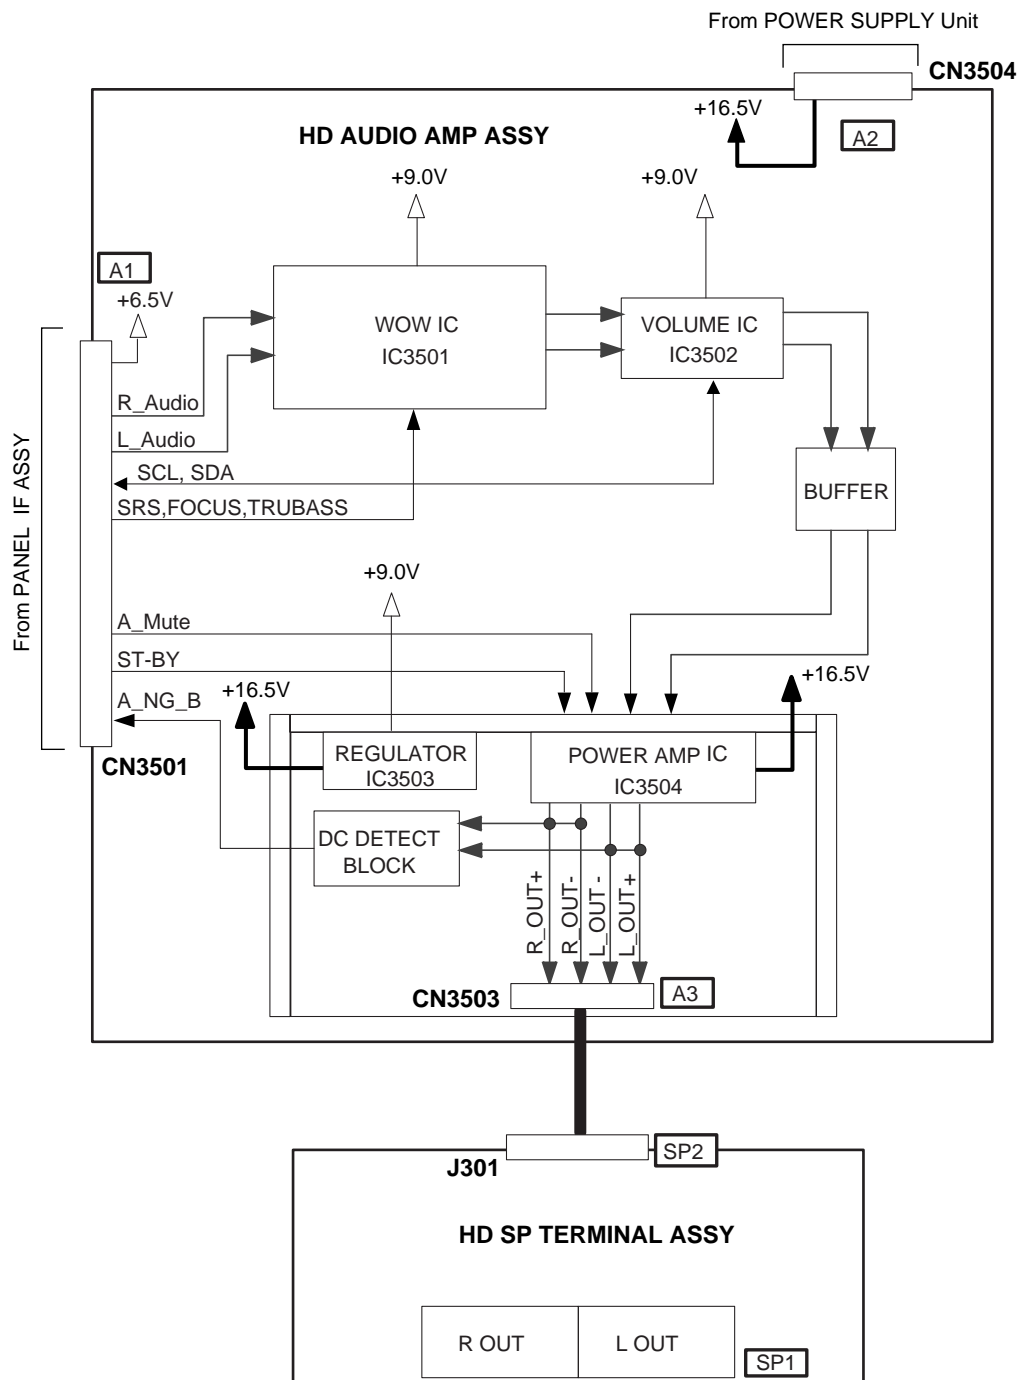 From POWER SUPPLY Unit
CN3504
+16.5V
A2
HD AUDIO AMP ASSY
+9.0V
+9.0V
A1
+6.5V
WOW IC
IC3501
VOLUME IC
IC3502
R_Audio
L_Audio
SCL, SDA
SRS,FOCUS,TRUBASS
BUFFER
From PANEL IF ASSY
+9.0V
A_Mute
ST-BY
A_NG_B
+16.5V
+16.5V
CN3501
REGULATOR
IC3503
POWER AMP IC
IC3504
DC DETECT
BLOCK
R_OUT+
R_OUT-
L_OUT -
L_OUT+
CN3503
A3
J301
SP2
HD SP TERMINAL ASSY
R OUT
L OUT
SP1